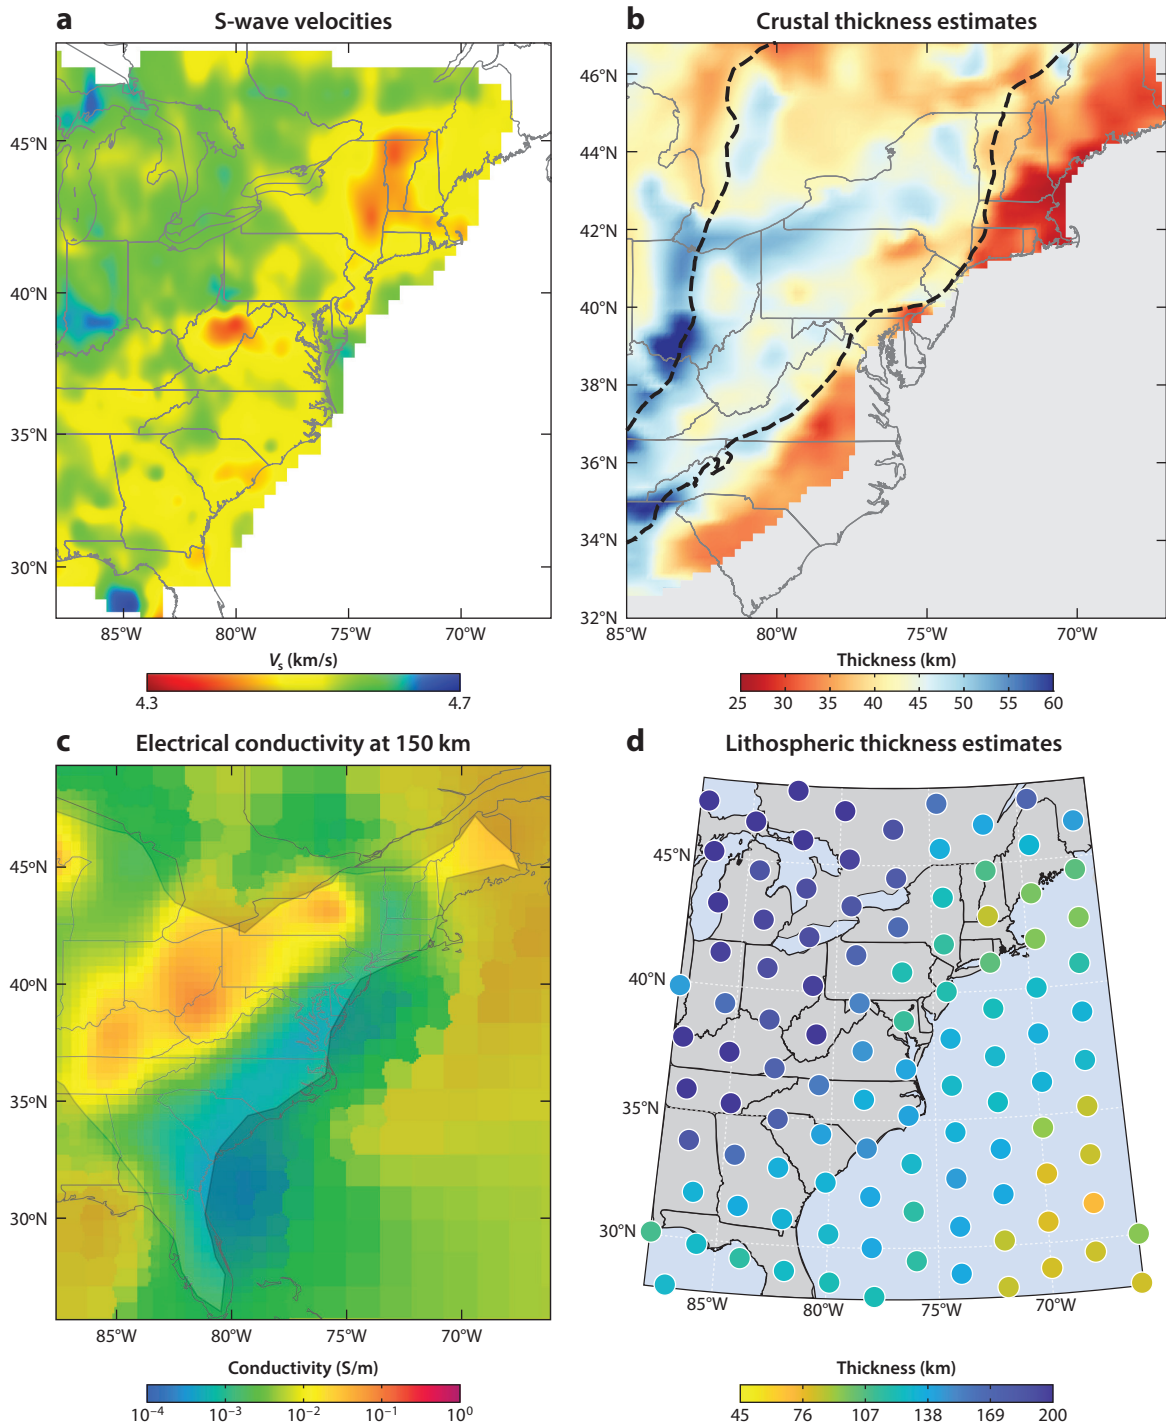 a S-wave velocities
45°N
40°N
35°N
30°N
85°W 80°W 75°W 70°W
Vs (km/s)
4.3 4.7
b Crustal thickness estimates
46°N
44°N
42°N
40°N
38°N
36°N
34°N
32°N
85°W 80°W 75°W 70°W
Thickness (km)
25 30 35 40 45 50 55 60
c Electrical conductivity at 150 km
45°N
40°N
35°N
30°N
85°W 80°W 75°W 70°W
Conductivity (S/m)
10⁻⁴ 10⁻³ 10⁻² 10⁻¹ 10⁰
d Lithospheric thickness estimates
45°N
40°N
35°N
30°N
85°W 80°W 75°W 70°W
Thickness (km)
45 76 107 138 169 200